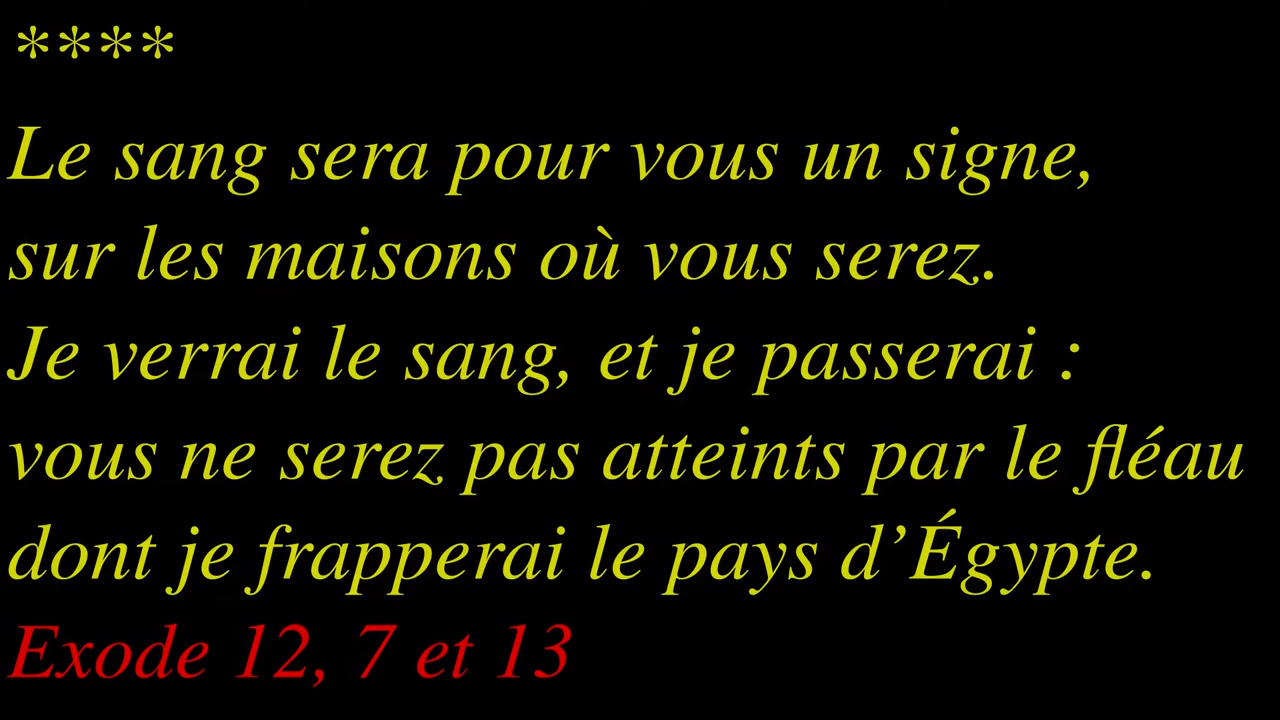 ****
Le sang sera pour vous un signe,
sur les maisons où vous serez.
Je verrai le sang, et je passerai :
vous ne serez pas atteints par le fléau
dont je frapperai le pays d’Égypte.
Exode 12, 7 et 13